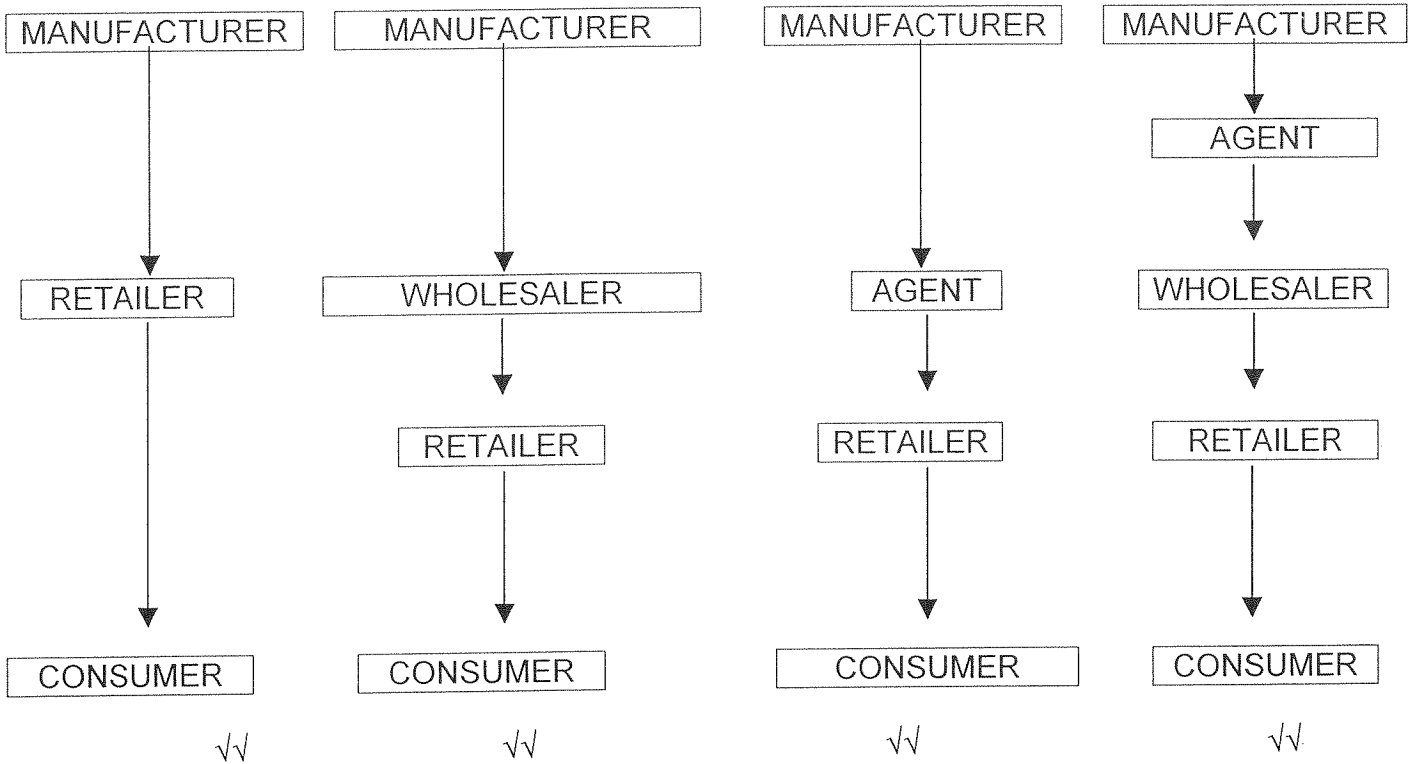 MANUFACTURER MANUFACTURER MANUFACTURER MANUFACTURER
AGENT
RETAILER WHOLESALER AGENT WHOLESALER
RETAILER RETAILER RETAILER
CONSUMER CONSUMER CONSUMER CONSUMER
√√ √√ √√ √√